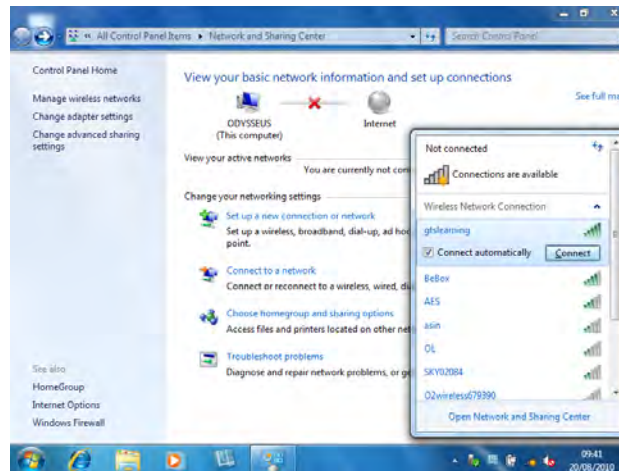 « All Control Panel Items ▸ Network and Sharing Center
Search Control Panel
Control Panel Home
Manage wireless networks
Change adapter settings
Change advanced sharing
settings
See also
HomeGroup
Internet Options
Windows Firewall
View your basic network information and set up connections
See full
ODYSSEUS
(This computer)
Internet
View your active networks
You are currently not
Change your networking settings
Set up a new connection or network
Set up a wireless, broadband, dial-up, ad hoc
point.
Connect to a network
Connect or reconnect to a wireless, wired,
Choose homegroup and sharing options
Access files and printers located on other
Troubleshoot problems
Diagnose and repair network problems, or
Not connected
Connections are available
Wireless Network Connection
gtslearning
Connect automatically
Connect
BeBox
AES
asin
OL
SKY02084
O2wireless679390
Open Network and Sharing Center
09:41
20/08/2010